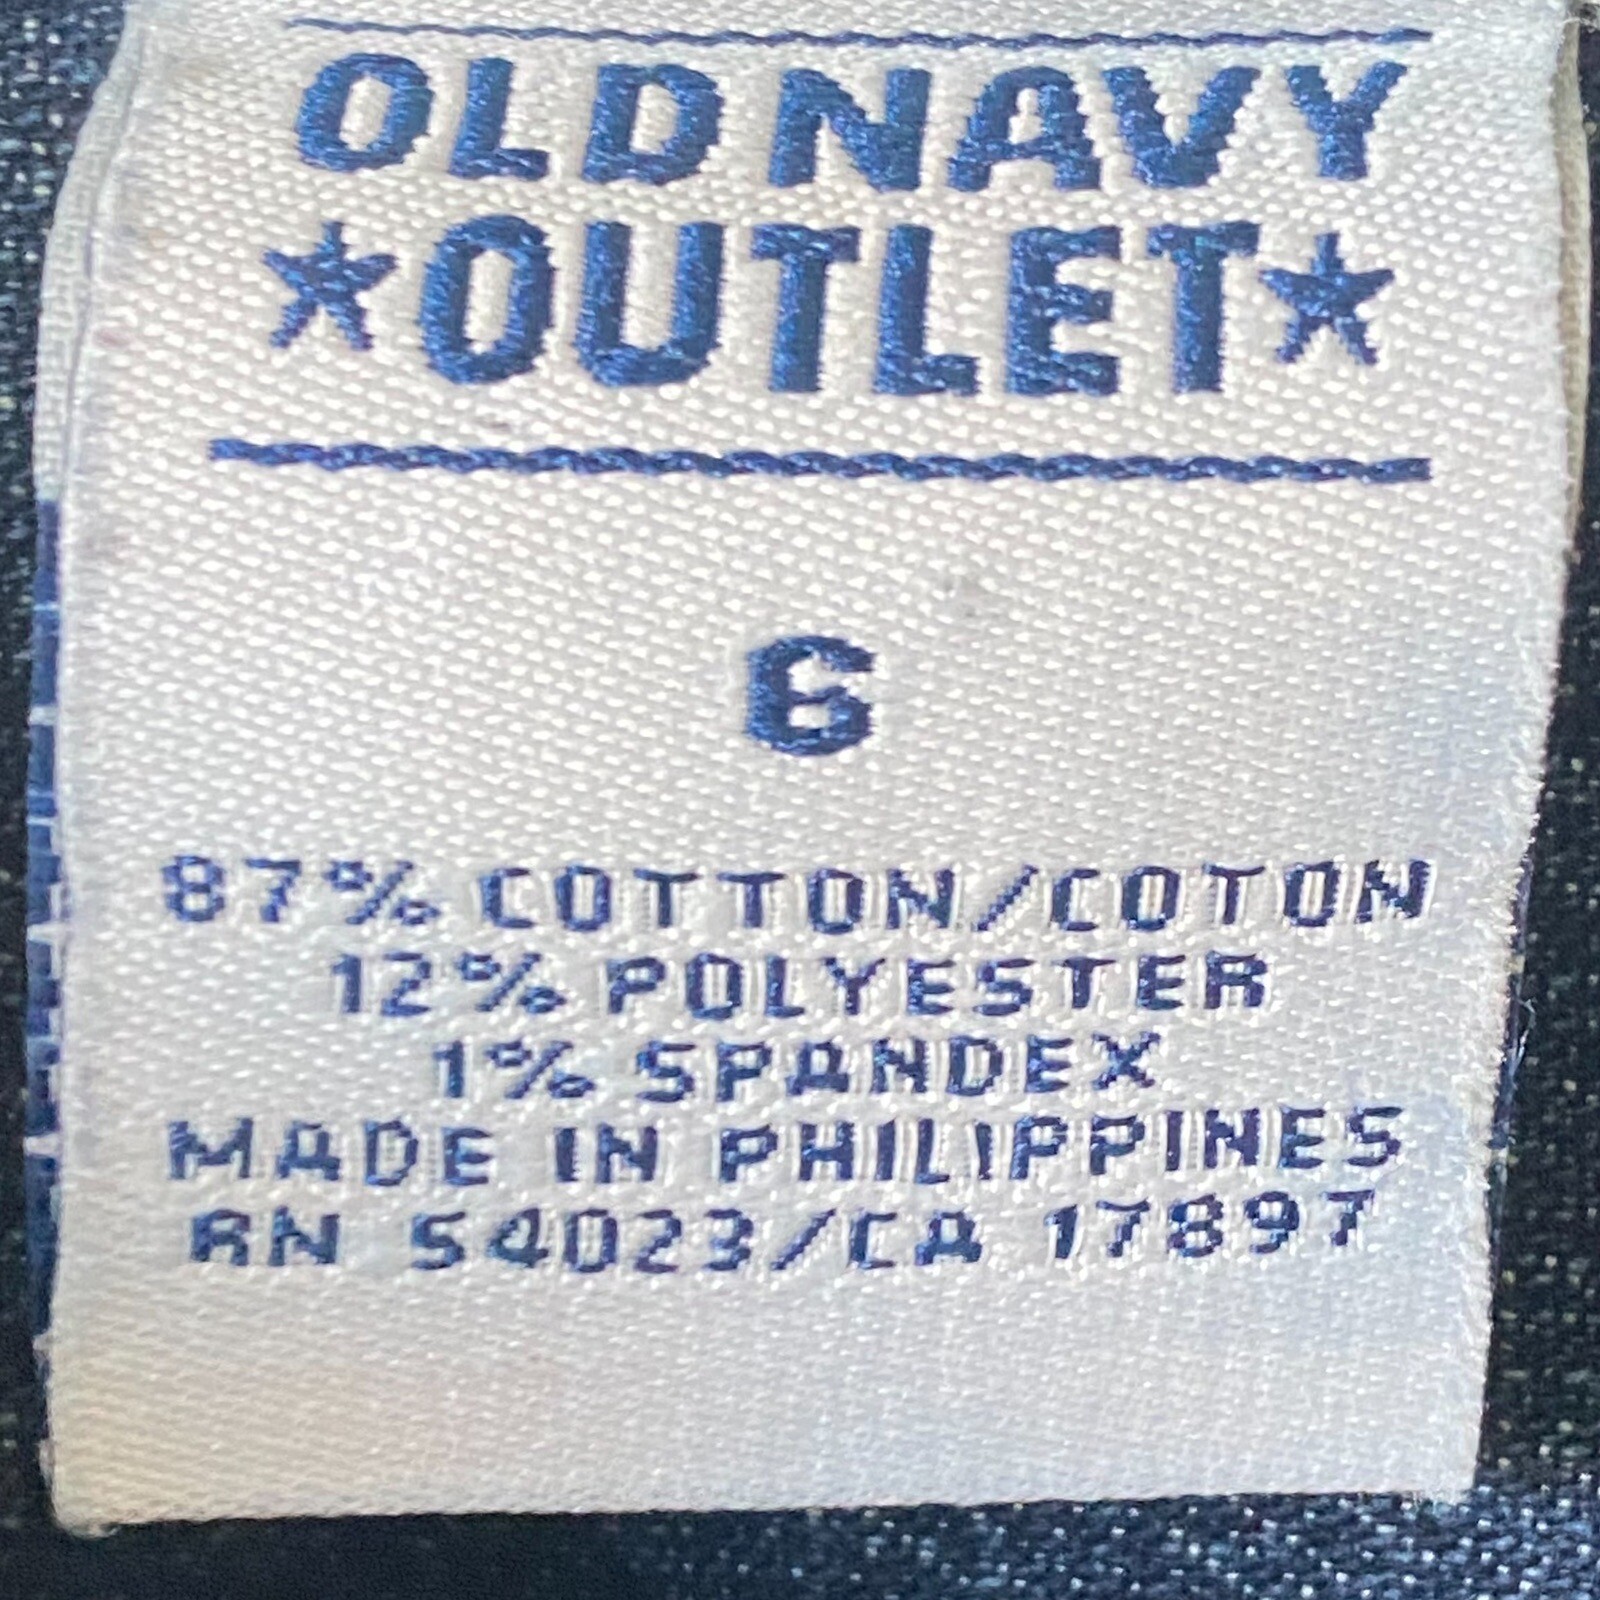 OLD NAVY
★OUTLET★
6
87% COTTON/COTON
12% POLYESTER
1% SPANDEX
MADE IN PHILIPPINES
RN 54023/CA 17897